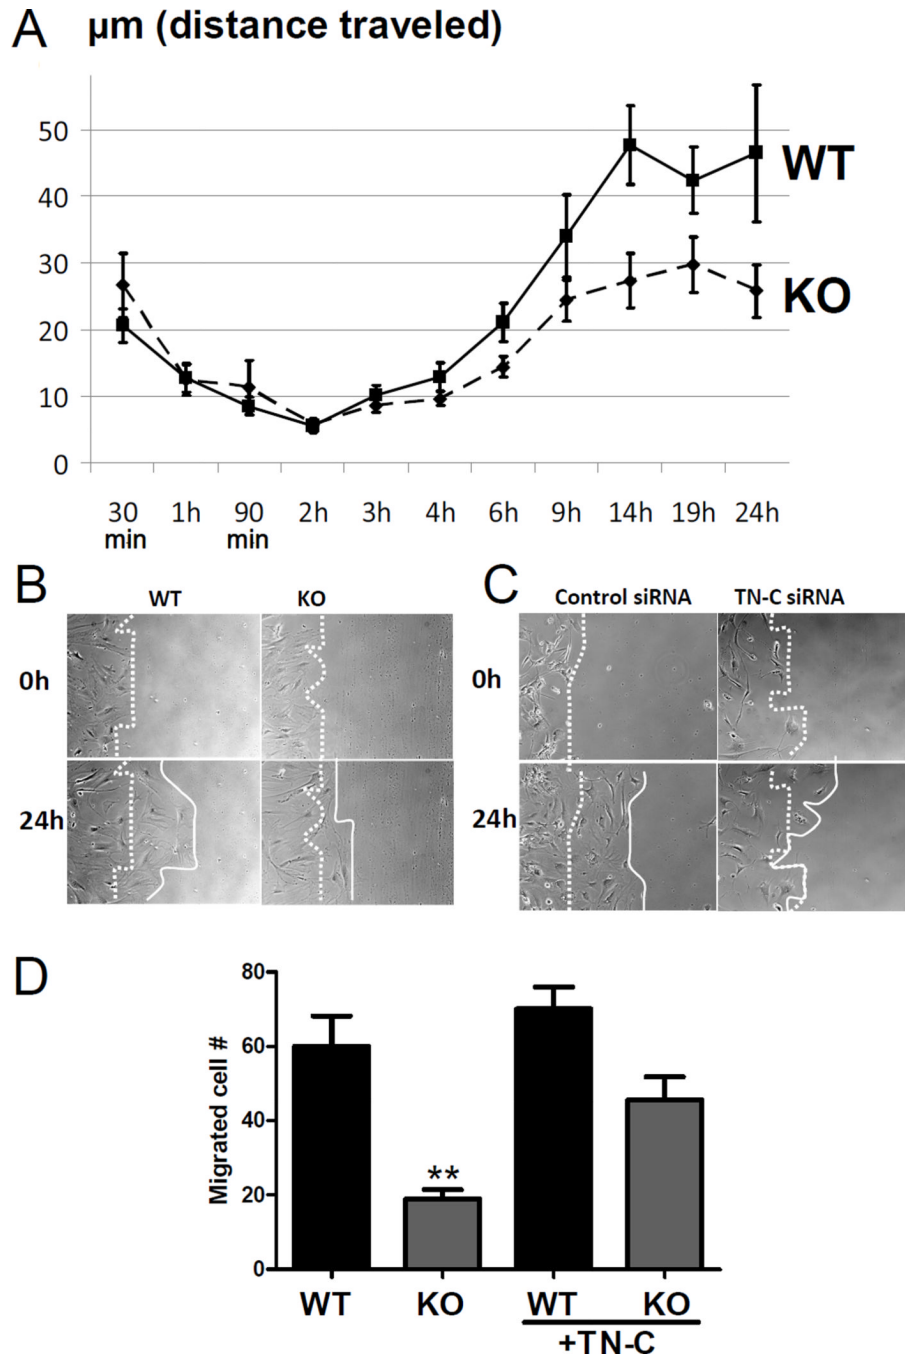 A µm (distance traveled)
50
40
30
20
10
0
WT
KO
30 min 1h 90 min 2h 3h 4h 6h 9h 14h 19h 24h
B
WT KO
0h
24h
C
Control siRNA TN-C siRNA
0h
24h
D
Migrated cell #
80
60
40
20
0
**
WT KO WT KO
+TN-C